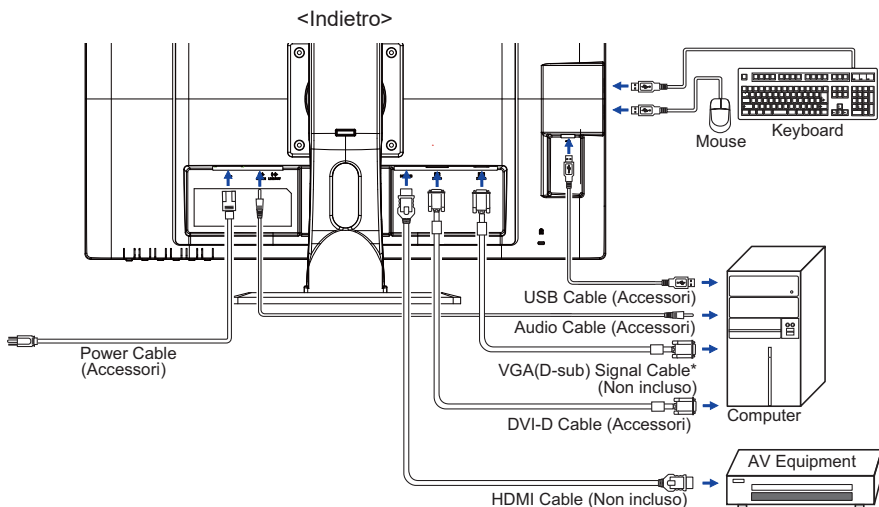 <Indietro>
Keyboard
Mouse
USB Cable (Accessori)
Audio Cable (Accessori)
Power Cable
(Accessori)
VGA(D-sub) Signal Cable*
(Non incluso)
Computer
DVI-D Cable (Accessori)
AV Equipment
HDMI Cable (Non incluso)